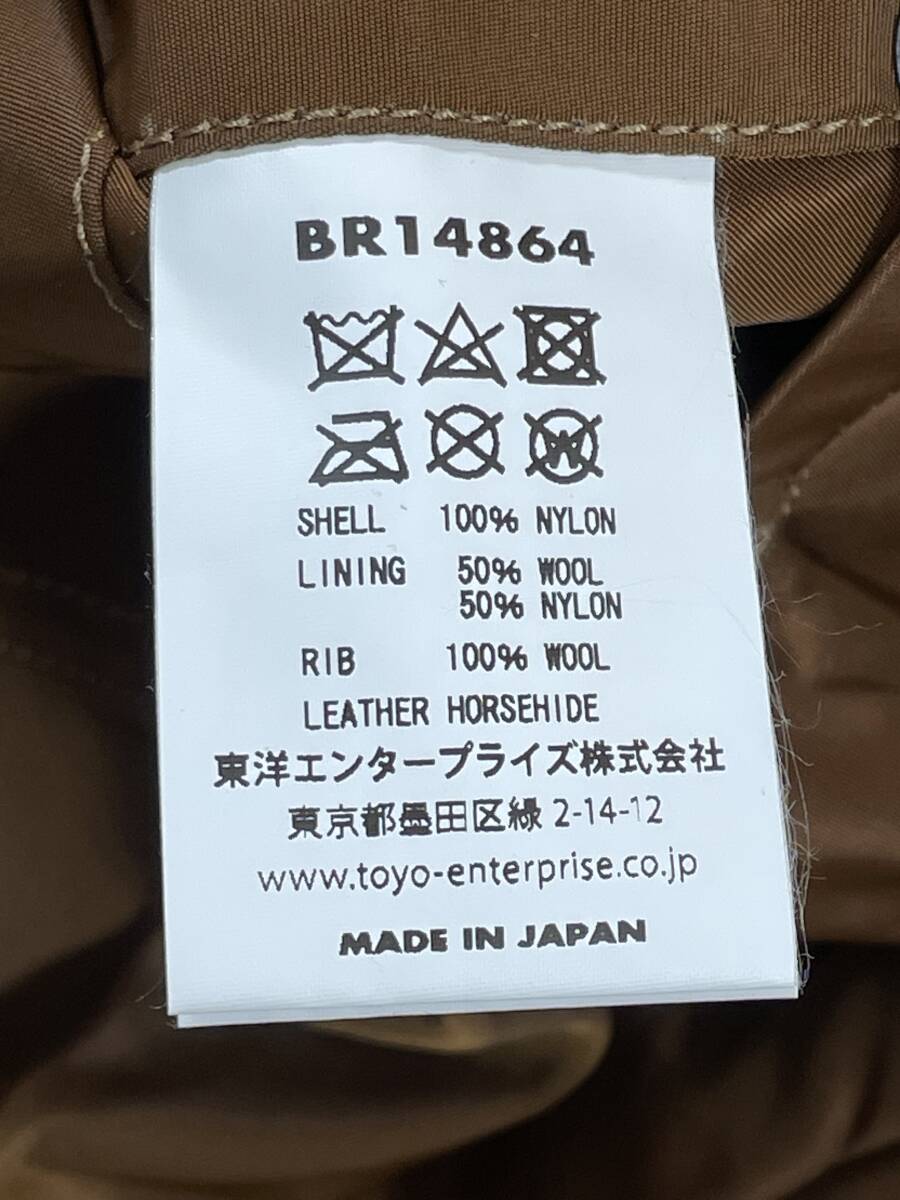 BR14864
W
SHELL 100% NYLON
LINING 50% WOOL
50% NYLON
RIB 100% WOOL
LEATHER HORSEHIDE
東洋エンタープライズ株式会社
東京都墨田区緑 2-14-12
www.toyo-enterprise.co.jp
MADE IN JAPAN